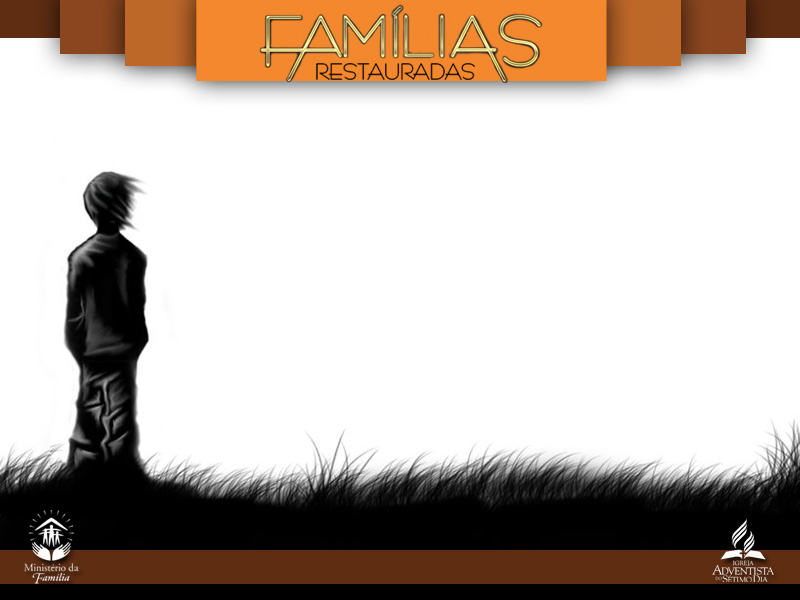 FAMÍLIAS
RESTAURADAS
Ministério da
Família
IGREJA
ADVENTISTA
DO SÉTIMO DIA